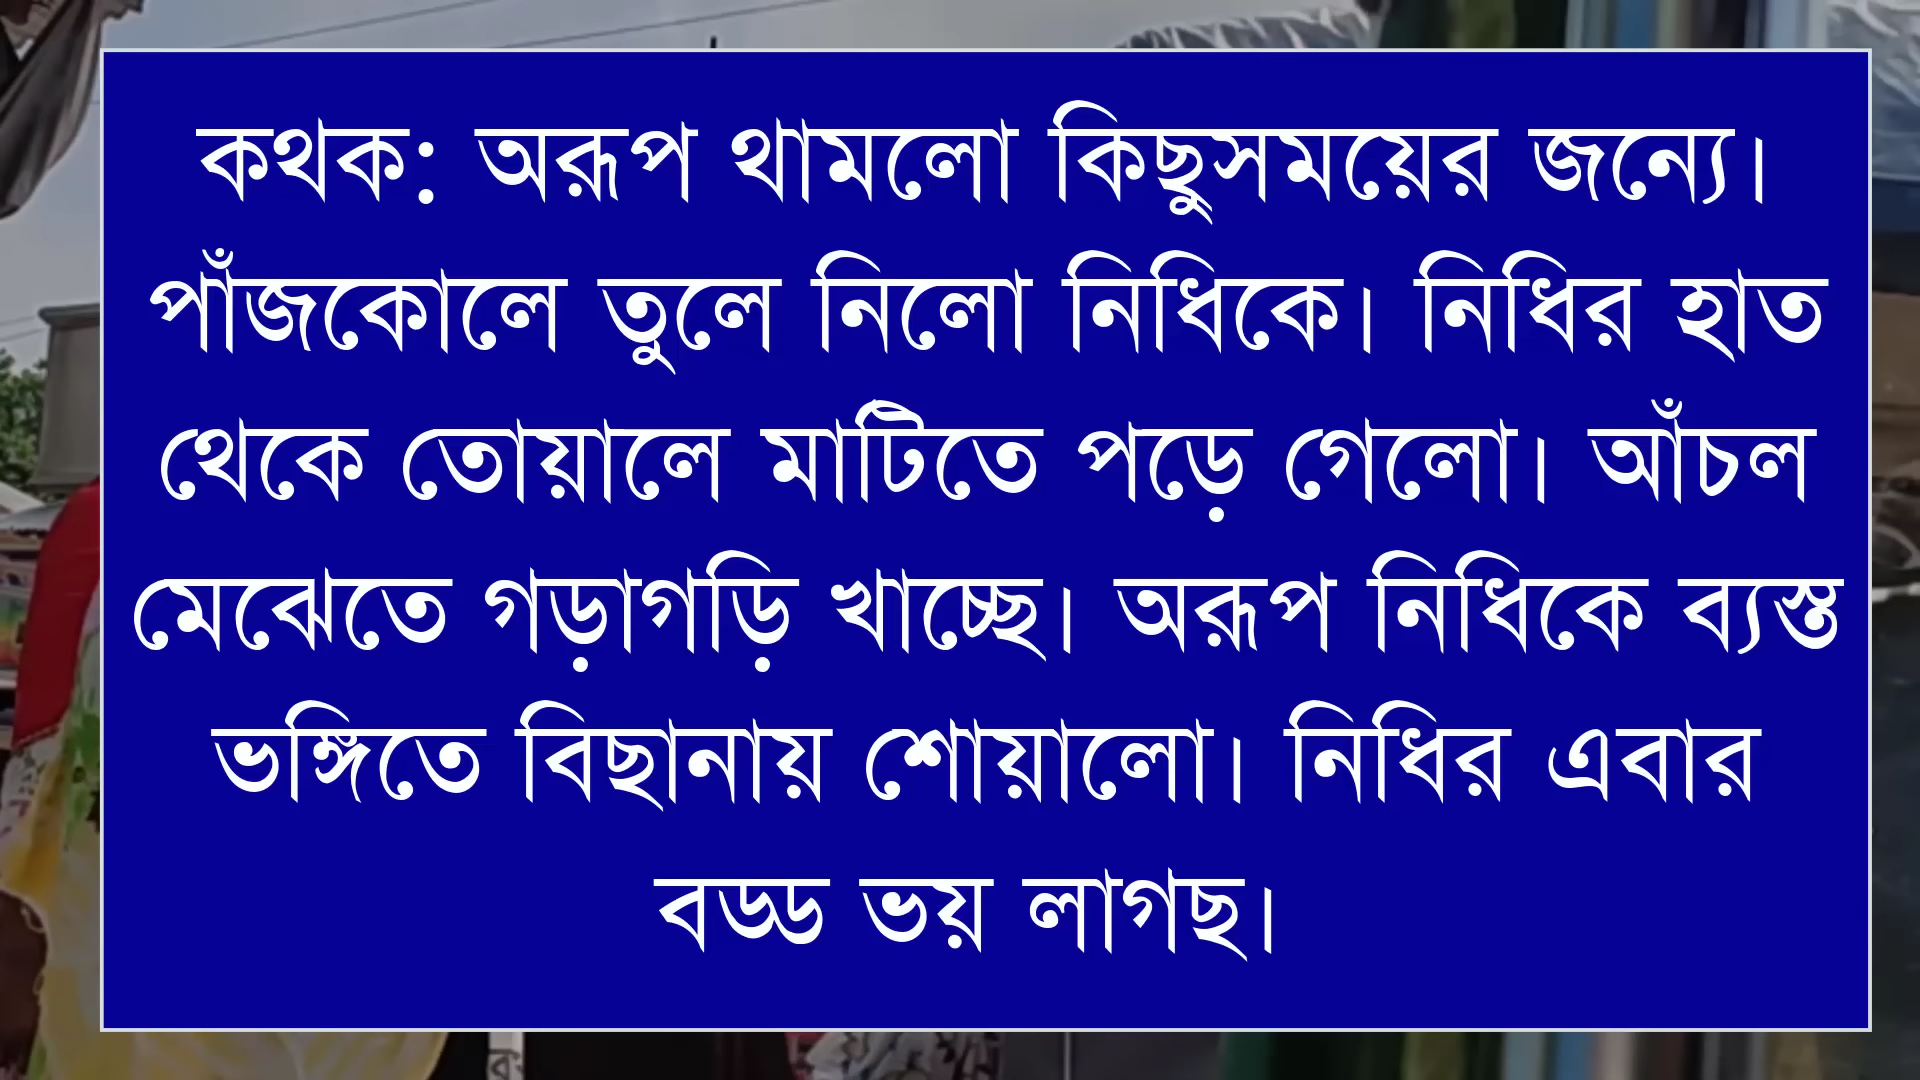 কথক: অরূপ থামলো কিছুসময়ের জন্যে।
পাঁজকোলে তুলে নিলো নিধিকে। নিধির হাত
থেকে তোয়ালে মাটিতে পড়ে গেলো। আঁচল
মেঝেতে গড়াগড়ি খাচ্ছে। অরূপ নিধিকে ব্যস্ত
ভঙ্গিতে বিছানায় শোয়ালো। নিধির এবার
বড্ড ভয় লাগছ।